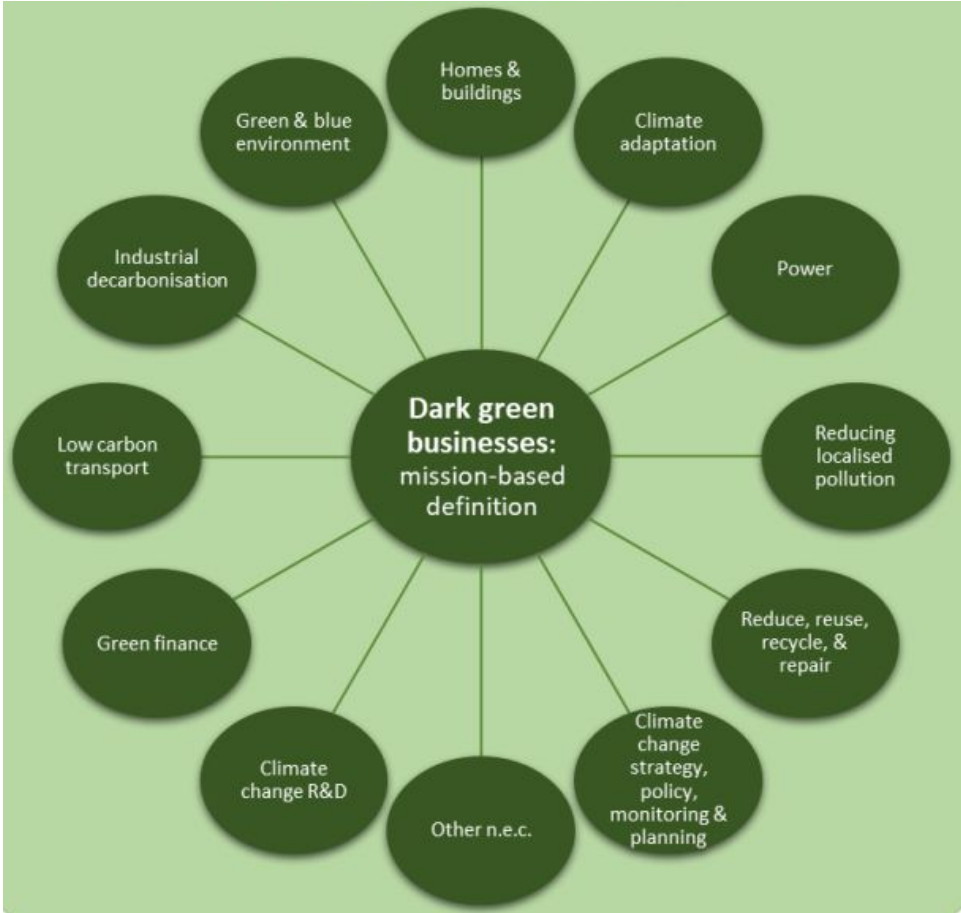 Homes &
buildings
Climate
adaptation
Power
Reducing
localised
pollution
Reduce, reuse,
recycle, &
repair
Climate
change
strategy,
policy,
monitoring &
planning
Other n.e.c.
Climate
change R&D
Green finance
Low carbon
transport
Industrial
decarbonisation
Green & blue
environment
Dark green
businesses:
mission-based
definition